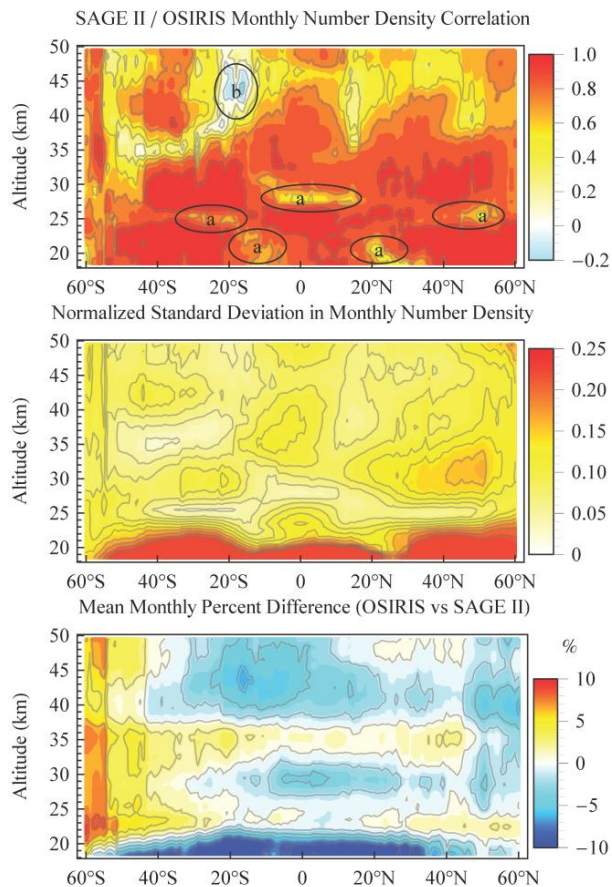 SAGE II / OSIRIS Monthly Number Density Correlation
50
45
40
35
30
25
20
Altitude (km)
b
a
a
a
a
a
1.0
0.8
0.6
0.4
0.2
0
−0.2
60°S 40°S 20°S 0 20°N 40°N 60°N
Normalized Standard Deviation in Monthly Number Density
50
45
40
35
30
25
20
Altitude (km)
0.25
0.20
0.15
0.10
0.05
0
60°S 40°S 20°S 0 20°N 40°N 60°N
Mean Monthly Percent Difference (OSIRIS vs SAGE II)
50
45
40
35
30
25
20
Altitude (km)
%
10
5
0
−5
−10
60°S 40°S 20°S 0 20°N 40°N 60°N